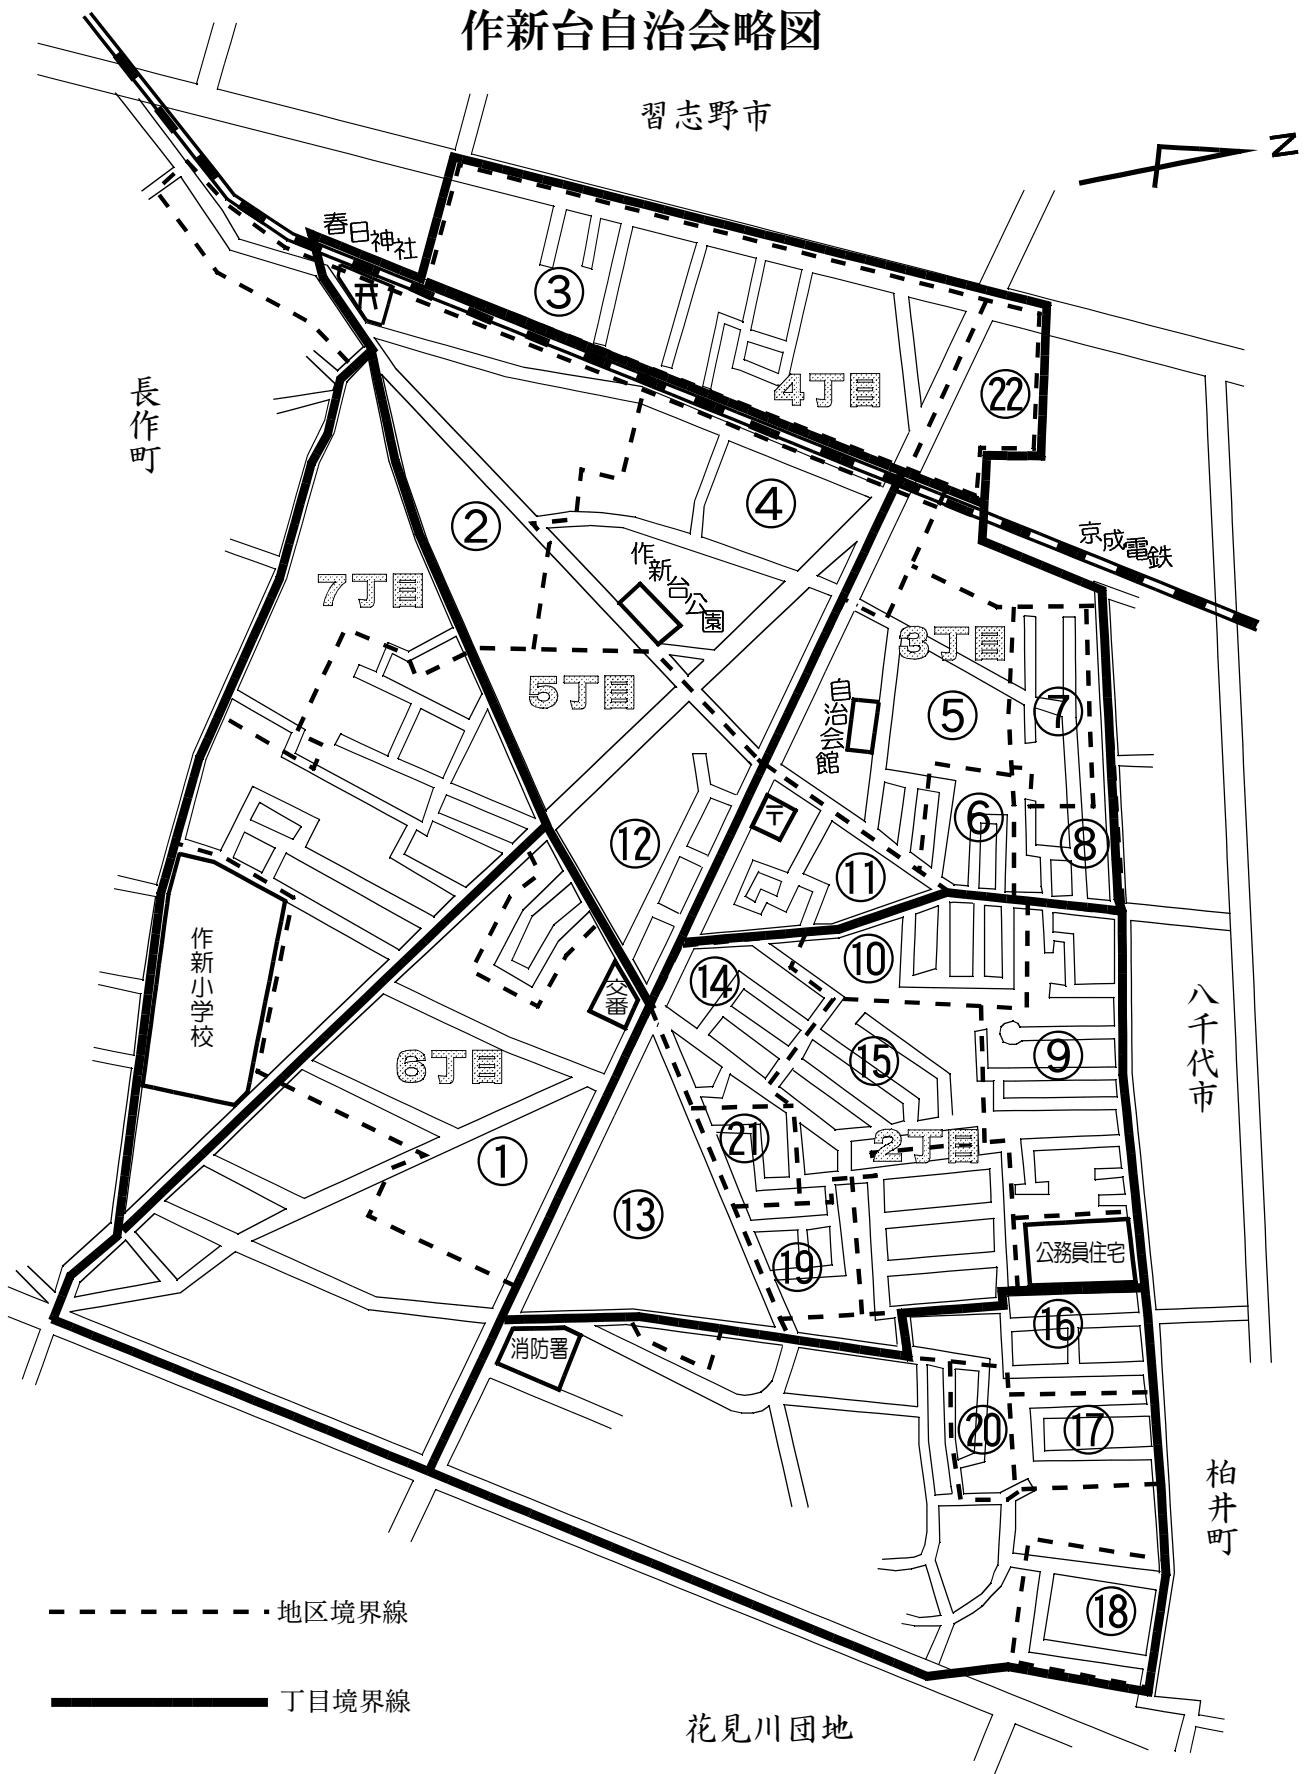 作新台自治会略図
習志野市
N
春日神社
③
4丁目
㉒
長作町
②
④
京成電鉄
作新台公園
7丁目
3丁目
5丁目
自治会館
⑤
⑦
〒
⑥
⑧
⑫
⑪
作新小学校
交番
⑭
⑩
八千代市
6丁目
⑮
⑨
①
㉑
2丁目
⑬
⑲
公務員住宅
消防署
⑯
⑳
⑰
柏井町
⑱
地区境界線
丁目境界線
花見川団地